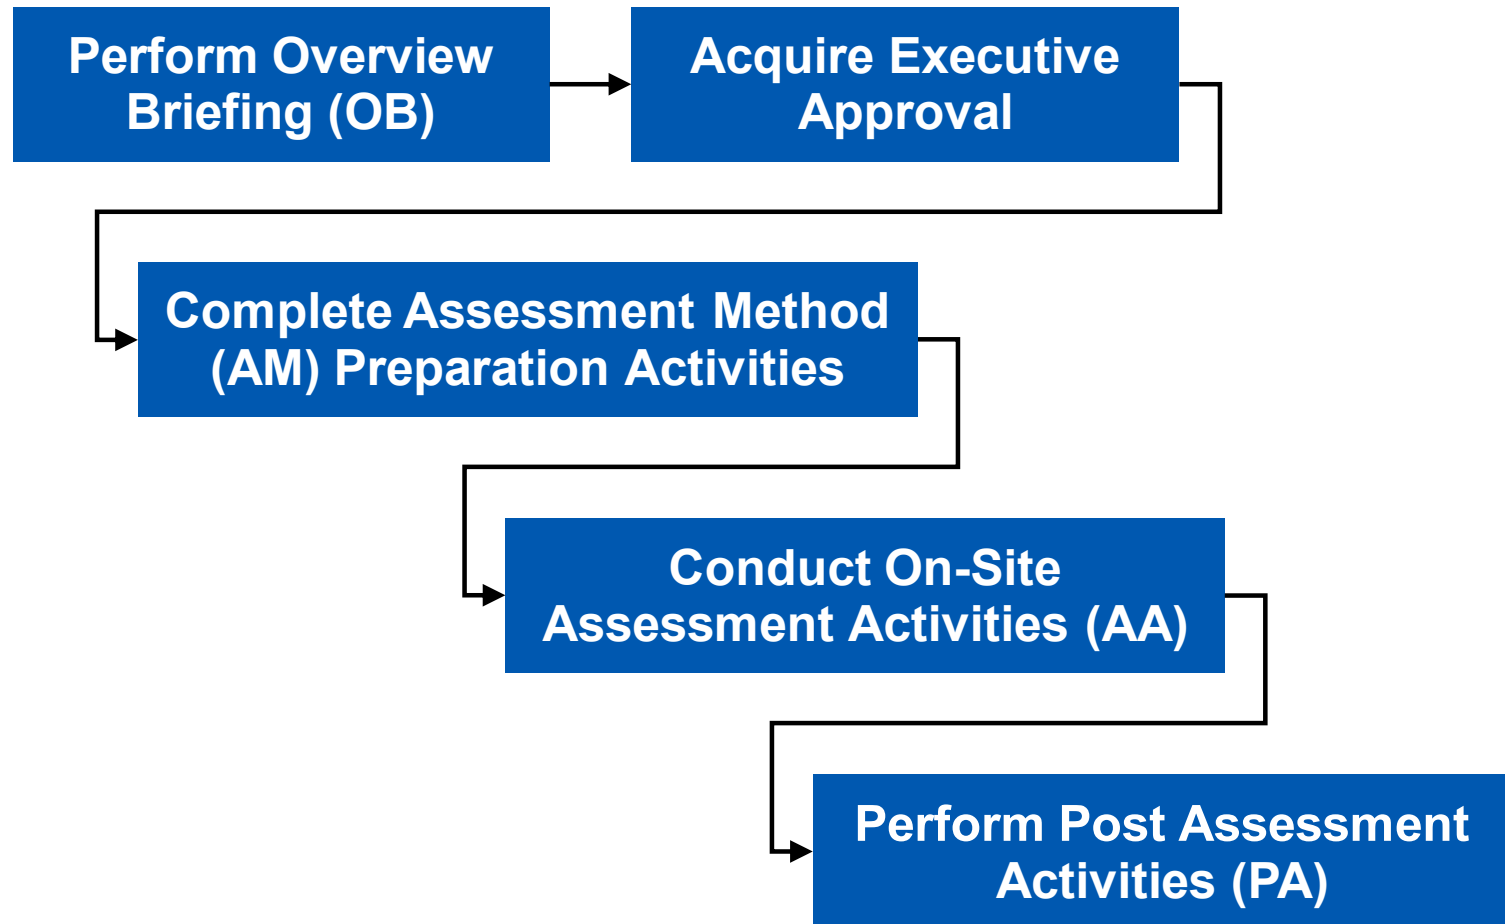 Perform Overview
Briefing (OB)
Acquire Executive
Approval
Complete Assessment Method
(AM) Preparation Activities
Conduct On-Site
Assessment Activities (AA)
Perform Post Assessment
Activities (PA)